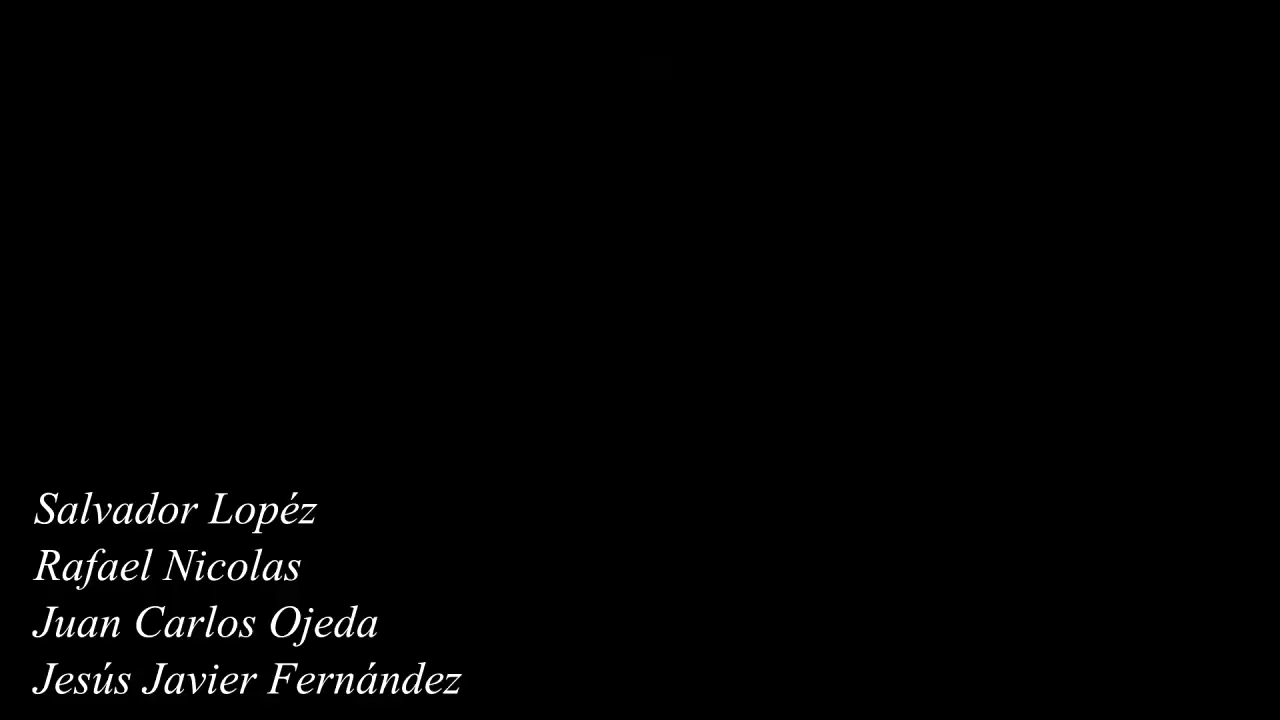 Salvador Lopéz
Rafael Nicolas
Juan Carlos Ojeda
Jesús Javier Fernández